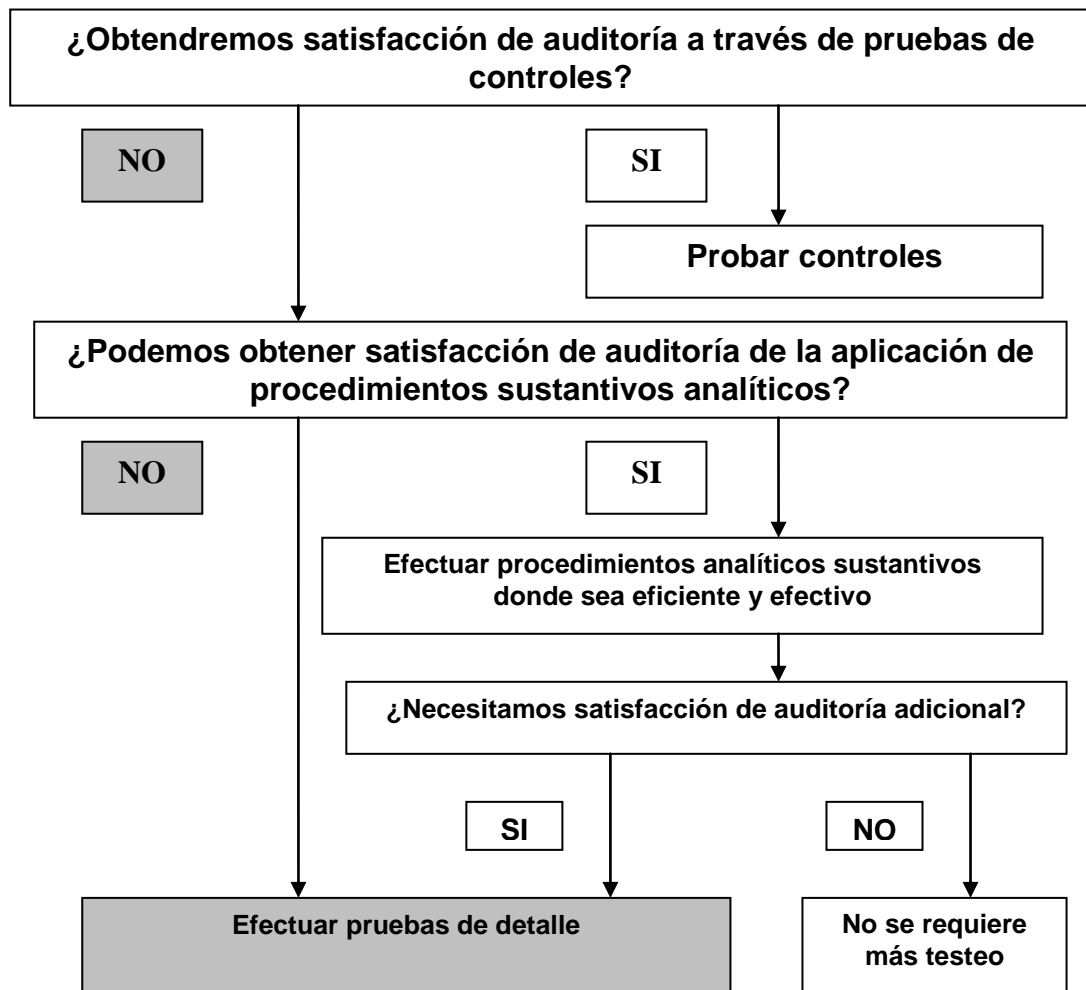 ¿Obtendremos satisfacción de auditoría a través de pruebas de
controles?
NO
SI
Probar controles
¿Podemos obtener satisfacción de auditoría de la aplicación de
procedimientos sustantivos analíticos?
NO
SI
Efectuar procedimientos analíticos sustantivos
donde sea eficiente y efectivo
¿Necesitamos satisfacción de auditoría adicional?
SI
NO
Efectuar pruebas de detalle
No se requiere
más testeo